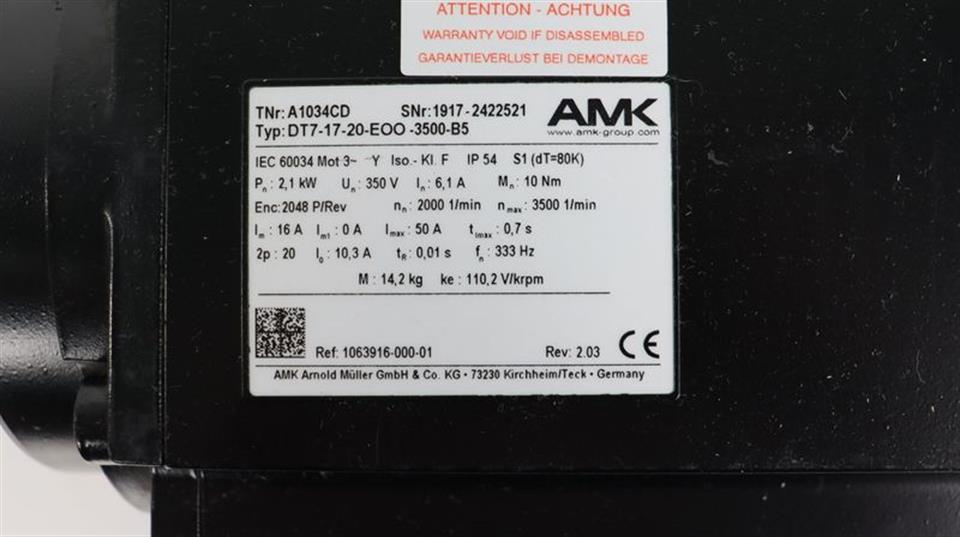 ATTENTION - ACHTUNG
WARRANTY VOID IF DISASSEMBLED
GARANTIEVERLUST BEI DEMONTAGE
TNr: A1034CD SNr: 1917 - 2422521
Typ: DT7-17-20-EOO -3500-B5
AMK
www.amk-group.com
IEC 60034 Mot 3~ Y Iso.- Kl. F IP 54 S1 (dT=80K)
Pn : 2,1 kW Un : 350 V In : 6,1 A Mn : 10 Nm
Enc: 2048 P/Rev nn : 2000 1/min nmax : 3500 1/min
Im : 16 A Im1 : 0 A Imax : 50 A tImax : 0,7 s
2p : 20 I0 : 10,3 A tR : 0,01 s fn : 333 Hz
M : 14,2 kg ke : 110,2 V/krpm
Ref: 1063916-000-01 Rev: 2.03 CE
AMK Arnold Müller GmbH & Co. KG • 73230 Kirchheim/Teck • Germany